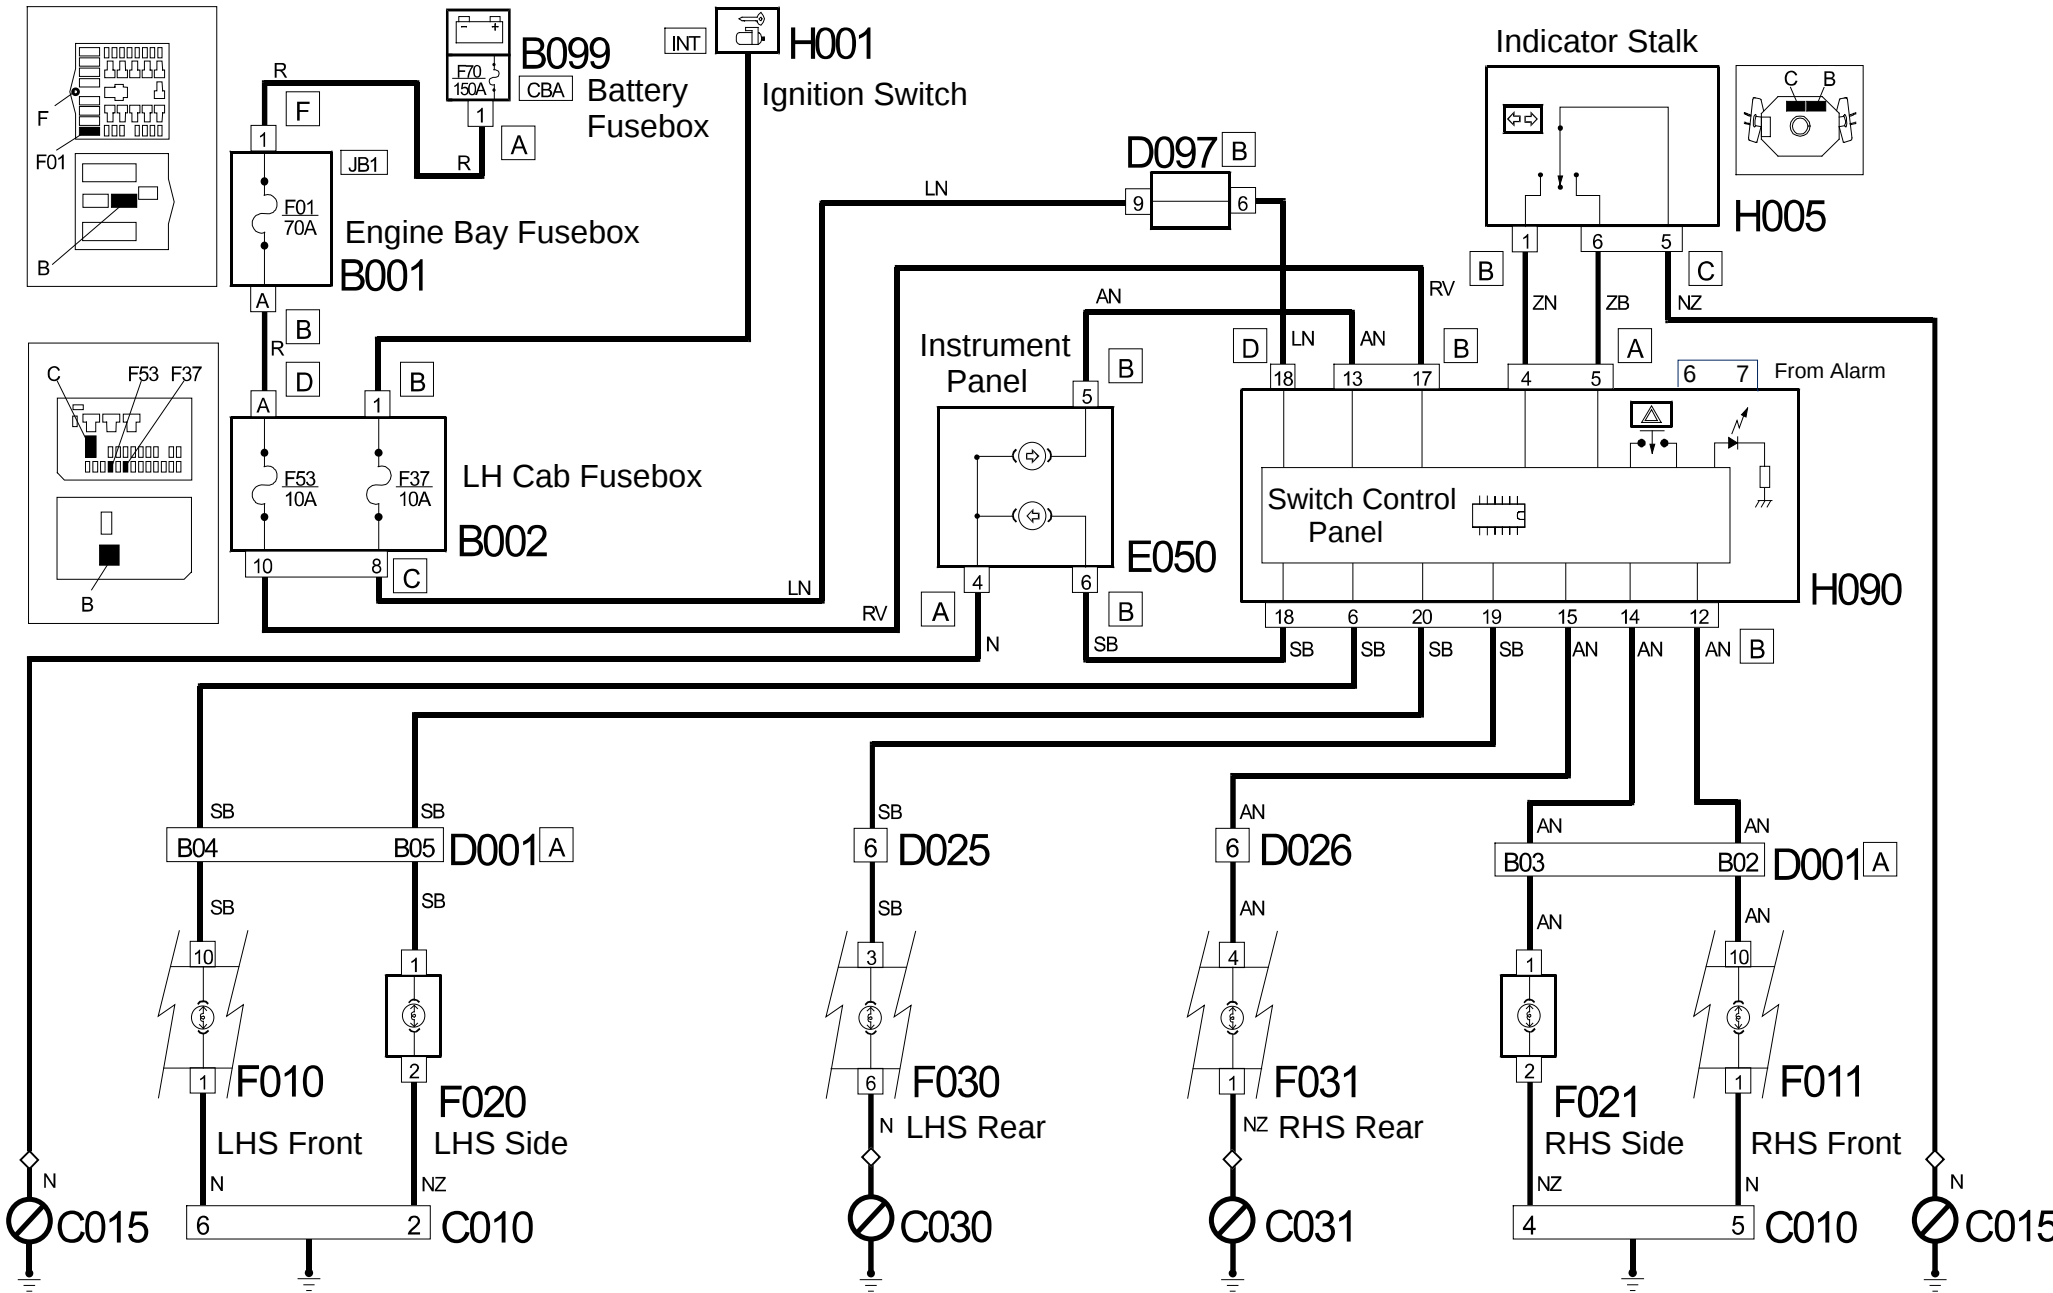 B099
F70
150A
CBA
Battery
Fusebox
1
A
R
INT
H001
Ignition Switch
Indicator Stalk
C B
H005
1 6 5
B
C
ZN ZB NZ
F
F01
B
R
F
1
JB1
F01
70A
Engine Bay Fusebox
B001
A
B
R
D
D097 B
9 6
LN
C F53 F37
B
A
1
B
F53
10A
F37
10A
LH Cab Fusebox
B002
10 8
C
LN
RV
AN
RV
Instrument
Panel
B
5
E050
4
A
N
6
B
SB
D
LN AN
B
A
18 13 17 4 5
6 7 From Alarm
Switch Control
Panel
H090
18 6 20 19 15 14 12
SB SB SB SB AN AN AN B
SB SB SB AN AN AN
B04 B05 D001 A
6 D025
6 D026
B03 B02 D001 A
SB SB SB AN AN AN
10 1 3 4 1 10
1 2 6 1 2 1
F010
F020
F030
F031
F021
F011
LHS Front
LHS Side
N LHS Rear
NZ RHS Rear
RHS Side
RHS Front
N N NZ NZ N N
C015
6 2 C010
C030
C031
4 5 C010
C015